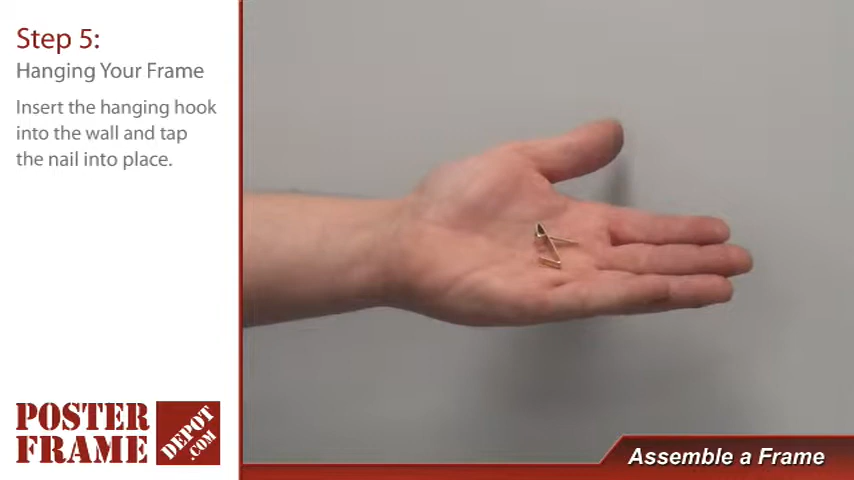 Step 5:
Hanging Your Frame
Insert the hanging hook
into the wall and tap
the nail into place.
POSTER
FRAME
DEPOT
.COM
Assemble a Frame